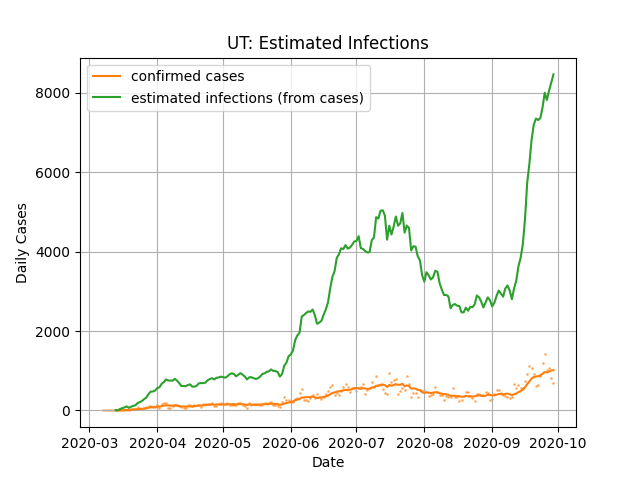 UT: Estimated Infections
confirmed cases
estimated infections (from cases)
Daily Cases
8000
6000
4000
2000
0
2020-03 2020-04 2020-05 2020-06 2020-07 2020-08 2020-09 2020-10
Date